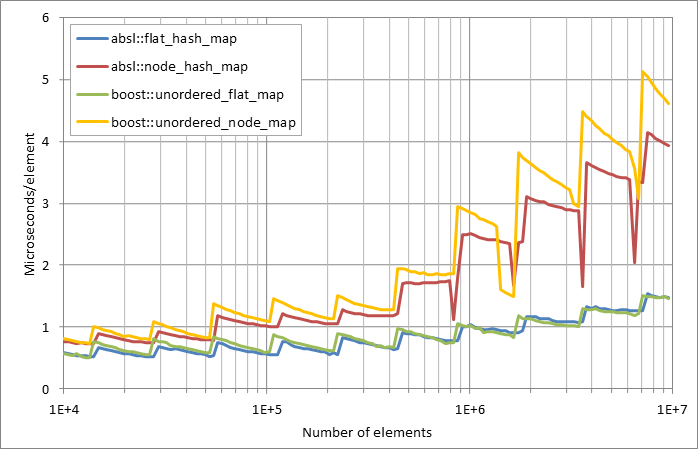 6
5
4
3
2
1
0
Microseconds/element
absl::flat_hash_map
absl::node_hash_map
boost::unordered_flat_map
boost::unordered_node_map
1E+4
1E+5
1E+6
1E+7
Number of elements